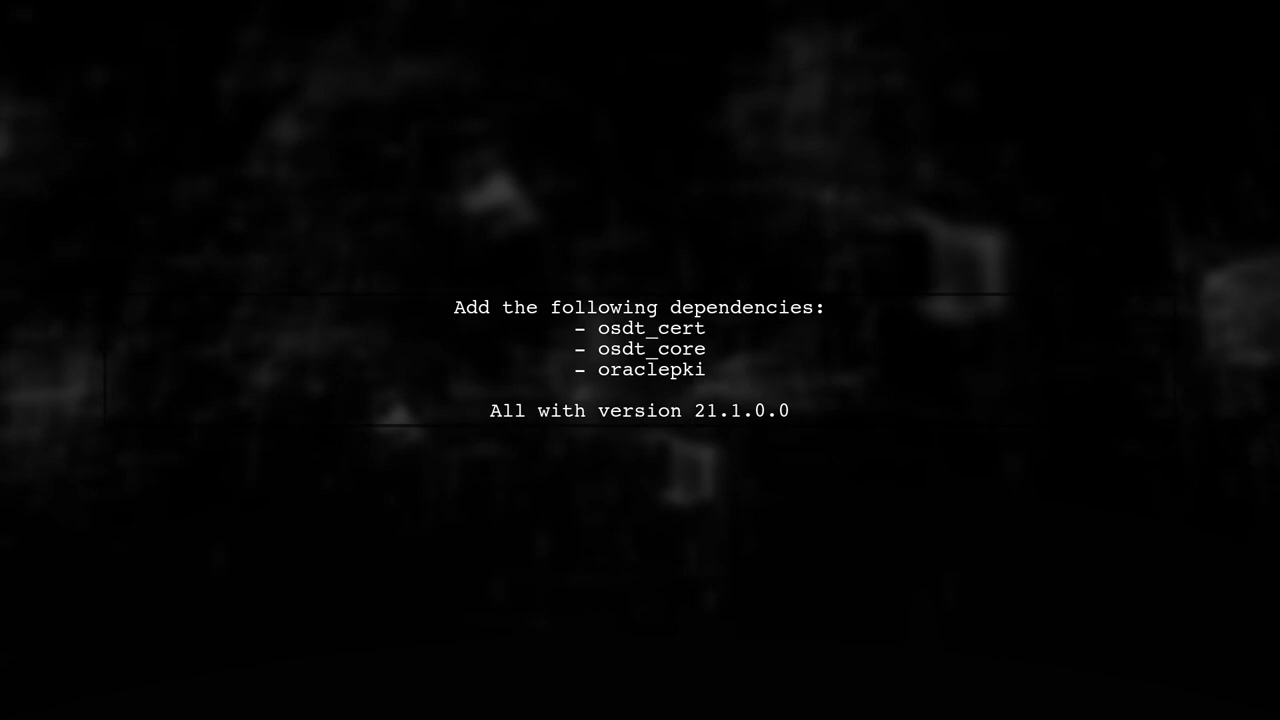 Add the following dependencies:
- osdt_cert
- osdt_core
- oraclepki
All with version 21.1.0.0